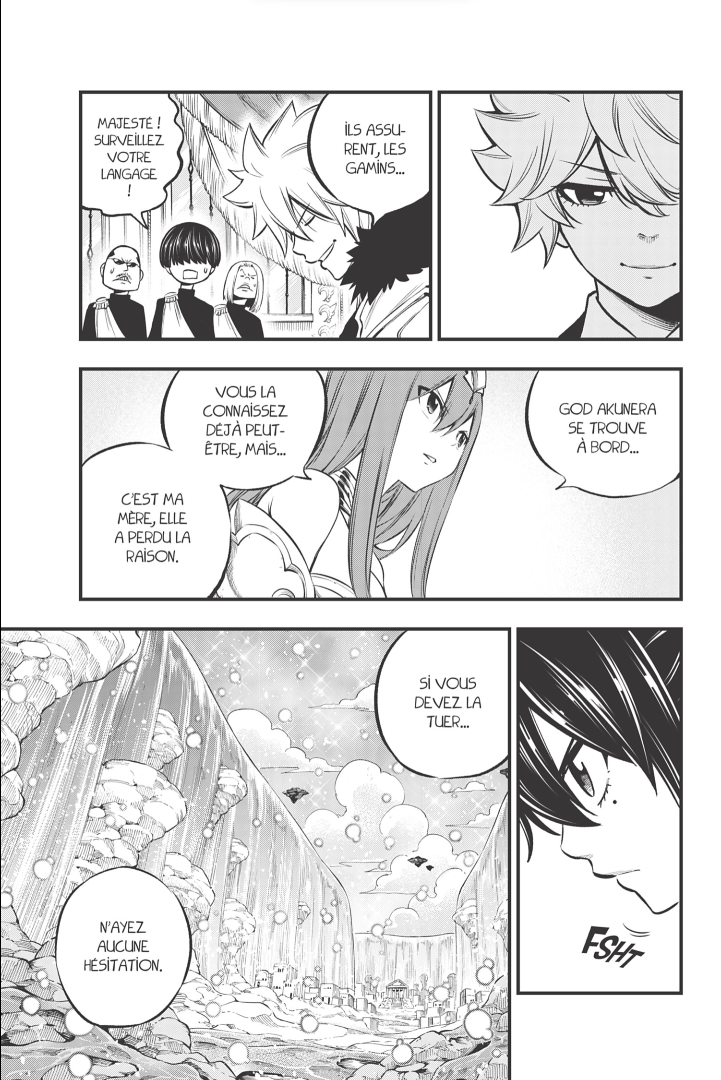 ILS ASSU-
RENT, LES
GAMINS...
MAJESTÉ !
SURVEILLEZ
VOTRE
LANGAGE
!
GOD AKUNERA
SE TROUVE
À BORD...
VOUS LA
CONNAISSEZ
DÉJÀ PEUT-
ÊTRE, MAIS...
C'EST MA
MÈRE, ELLE
A PERDU LA
RAISON.
FSHT
SI VOUS
DEVEZ LA
TUER...
N'AYEZ
AUCUNE
HÉSITATION.